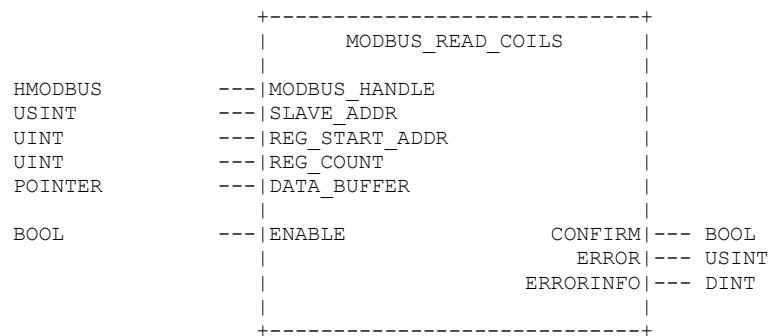 +-----------------------------+
|     MODBUS_READ_COILS       |
|                             |
HMODBUS ---|MODBUS_HANDLE |
USINT ---|SLAVE_ADDR |
UINT ---|REG_START_ADDR |
UINT ---|REG_COUNT |
POINTER ---|DATA_BUFFER |
|                             |
BOOL ---|ENABLE CONFIRM|--- BOOL
| ERROR|--- USINT
| ERRORINFO|--- DINT
|                             |
+-----------------------------+